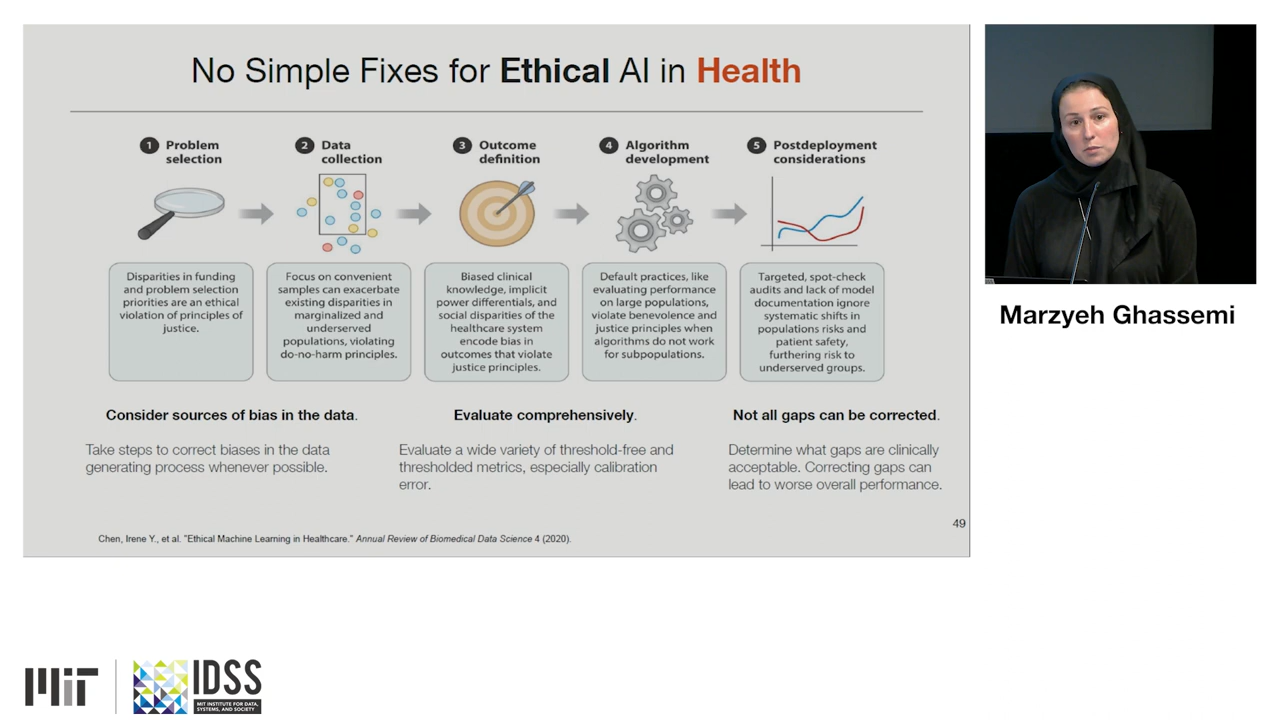 No Simple Fixes for Ethical AI in Health
1 Problem
selection
2 Data
collection
3 Outcome
definition
4 Algorithm
development
5 Postdeployment
considerations
Disparities in funding
and problem selection
priorities are an ethical
violation of principles of
justice.
Focus on convenient
samples can exacerbate
existing disparities in
marginalized and
underserved
populations, violating
do-no-harm principles.
Biased clinical
knowledge, implicit
power differentials, and
social disparities of the
healthcare system
encode bias in
outcomes that violate
justice principles.
Default practices, like
evaluating performance
on large populations,
violate benevolence and
justice principles when
algorithms do not work
for subpopulations.
Targeted, spot-check
audits and lack of model
documentation ignore
systematic shifts in
populations risks and
patient safety,
furthering risk to
underserved groups.
Consider sources of bias in the data.
Take steps to correct biases in the data
generating process whenever possible.
Evaluate comprehensively.
Evaluate a wide variety of threshold-free and
thresholded metrics, especially calibration
error.
Not all gaps can be corrected.
Determine what gaps are clinically
acceptable. Correcting gaps can
lead to worse overall performance.
49
Chen, Irene Y., et al. "Ethical Machine Learning in Healthcare." Annual Review of Biomedical Data Science 4 (2020).
Marzyeh Ghassemi
MIT
IDSS
MIT INSTITUTE FOR DATA,
SYSTEMS, AND SOCIETY